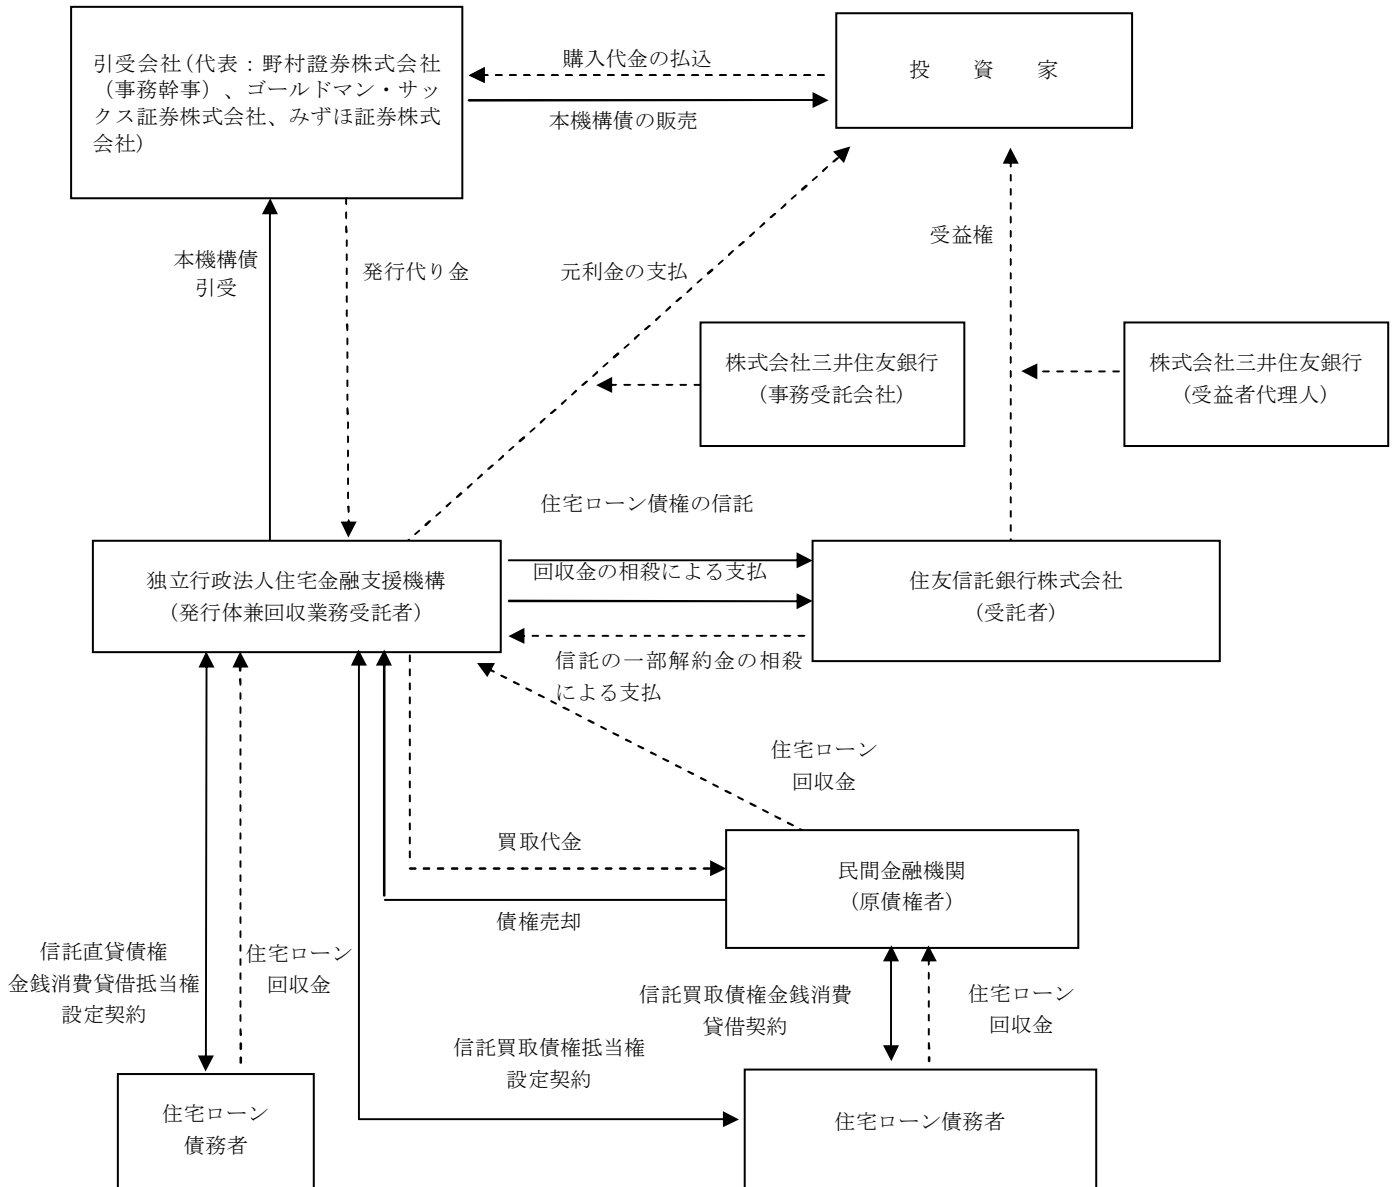 引受会社(代表：野村證券株式会社
（事務幹事）、ゴールドマン・サッ
クス証券株式会社、みずほ証券株式
会社)
購入代金の払込
本機構債の販売
投　資　家
本機構債
引受
発行代り金
元利金の支払
受益権
株式会社三井住友銀行
（事務受託会社）
株式会社三井住友銀行
（受益者代理人）
住宅ローン債権の信託
独立行政法人住宅金融支援機構
（発行体兼回収業務受託者）
回収金の相殺による支払
住友信託銀行株式会社
（受託者）
信託の一部解約金の相殺
による支払
住宅ローン
回収金
買取代金
民間金融機関
（原債権者）
債権売却
信託直貸債権
金銭消費貸借抵当権
設定契約
住宅ローン
回収金
信託買取債権金銭消費
貸借契約
住宅ローン
回収金
信託買取債権抵当権
設定契約
住宅ローン
債務者
住宅ローン債務者